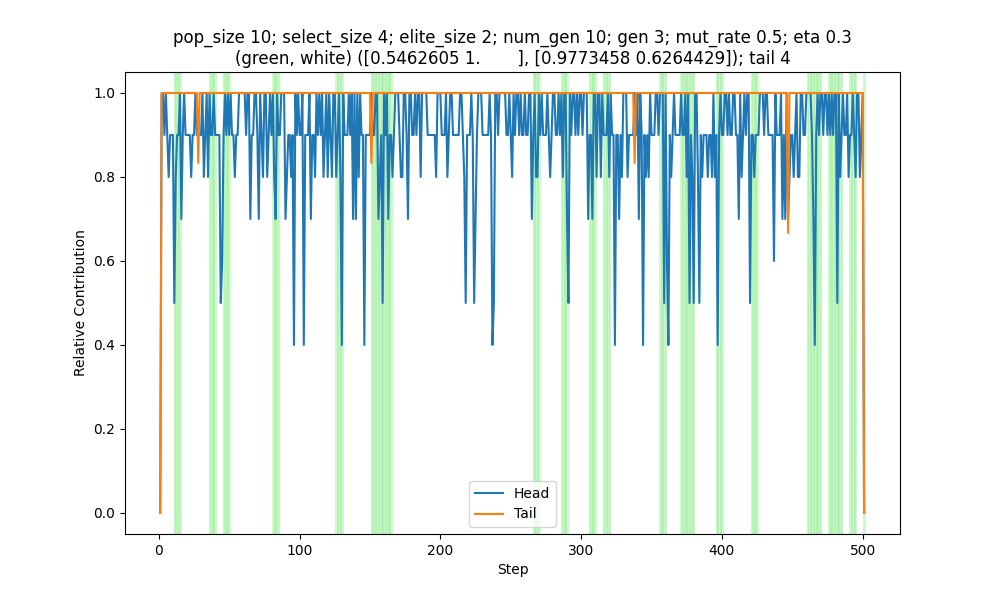 pop_size 10; select_size 4; elite_size 2; num_gen 10; gen 3; mut_rate 0.5; eta 0.3
(green, white) ([0.5462605 1.       ], [0.9773458 0.6264429]); tail 4
1.0
0.8
0.6
0.4
0.2
0.0
Relative Contribution
Head
Tail
0
100
200
300
400
500
Step